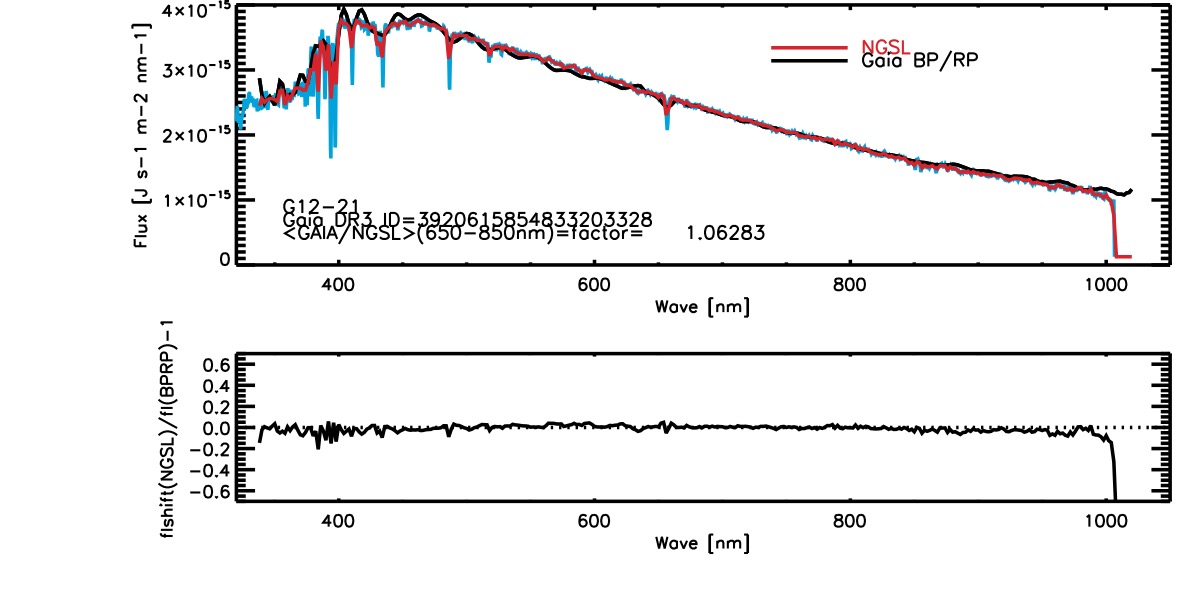 4×10-15
3×10-15
2×10-15
1×10-15
0
Flux [J s-1 m-2 nm-1]
NGSL
Gaia BP/RP
G12-21
Gaia DR3 ID=3920615854833203328
<GAIA/NGSL>(650-850nm)=factor= 1.06283
400 600 800 1000
Wave [nm]
flshift(NGSL)/fl(BPRP)-1
0.6
0.4
0.2
0.0
-0.2
-0.4
-0.6
400 600 800 1000
Wave [nm]